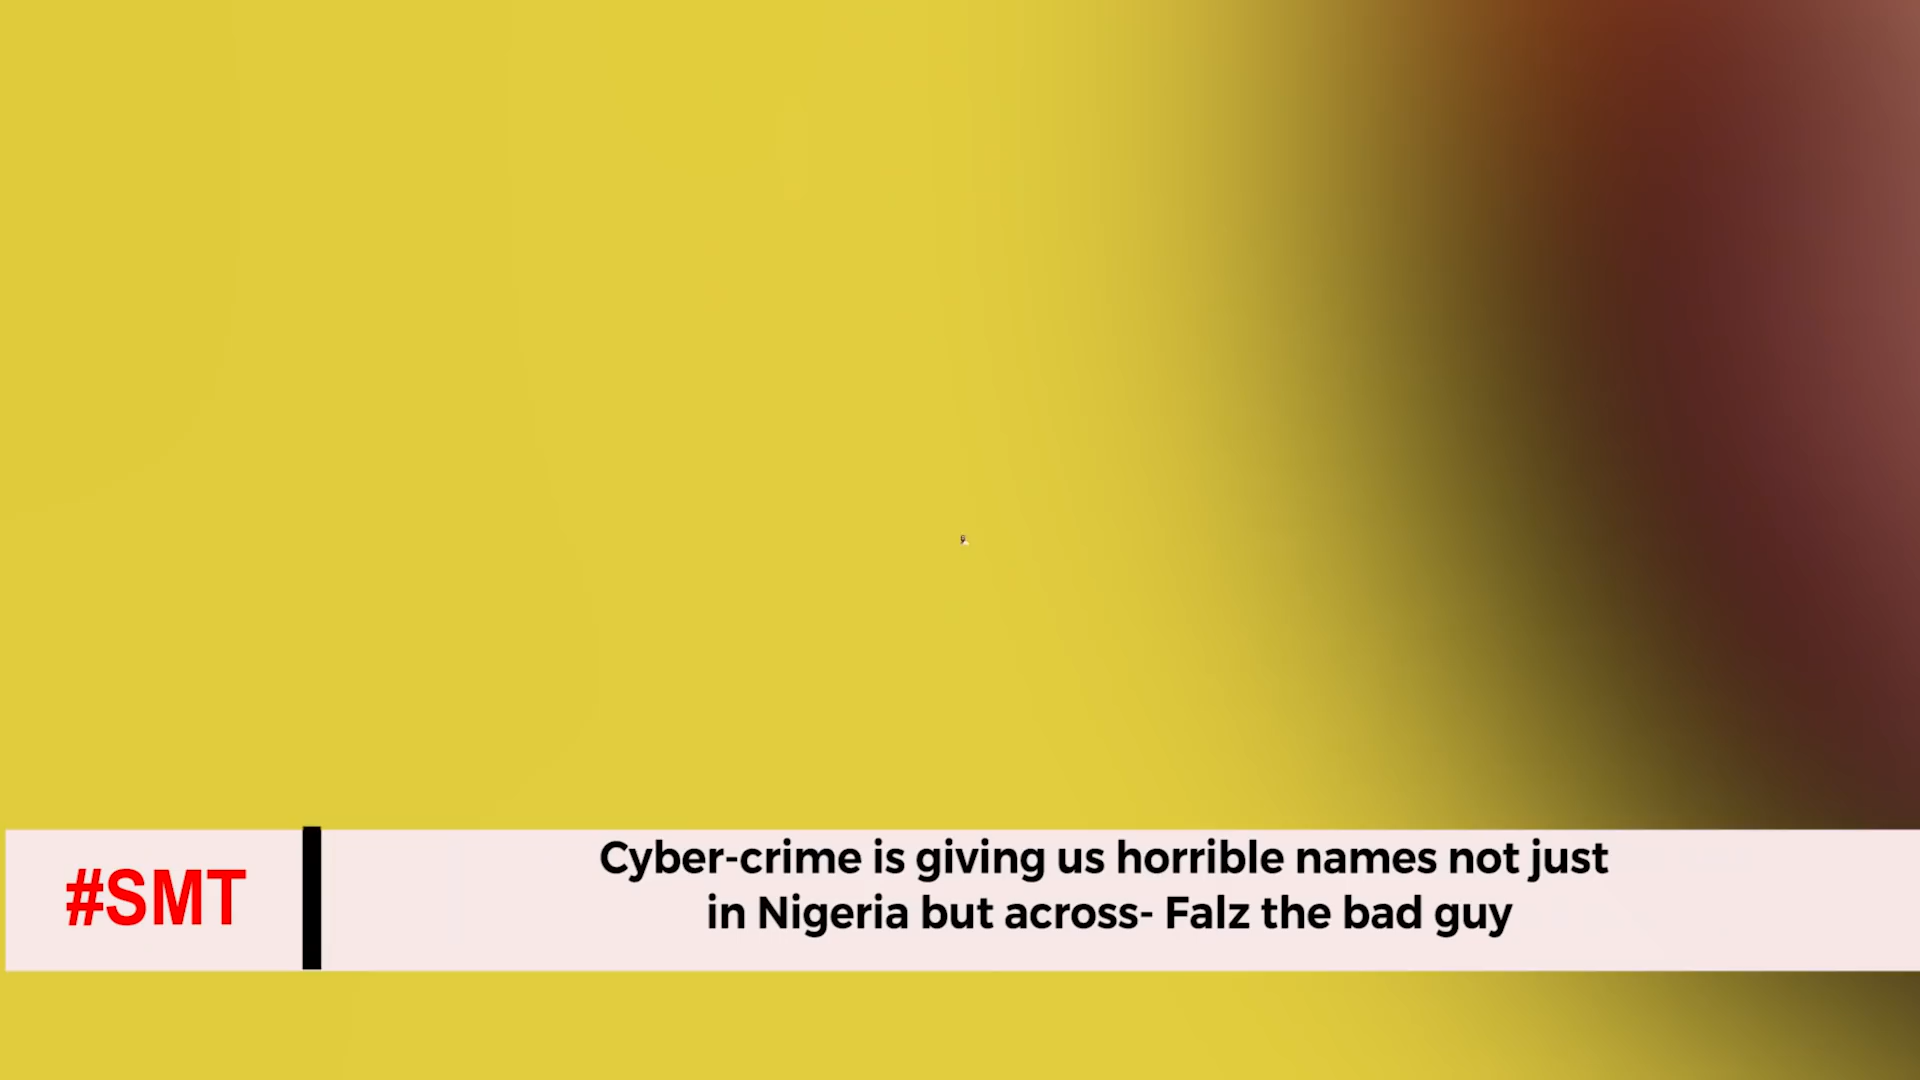 #SMT
Cyber-crime is giving us horrible names not just
in Nigeria but across- Falz the bad guy